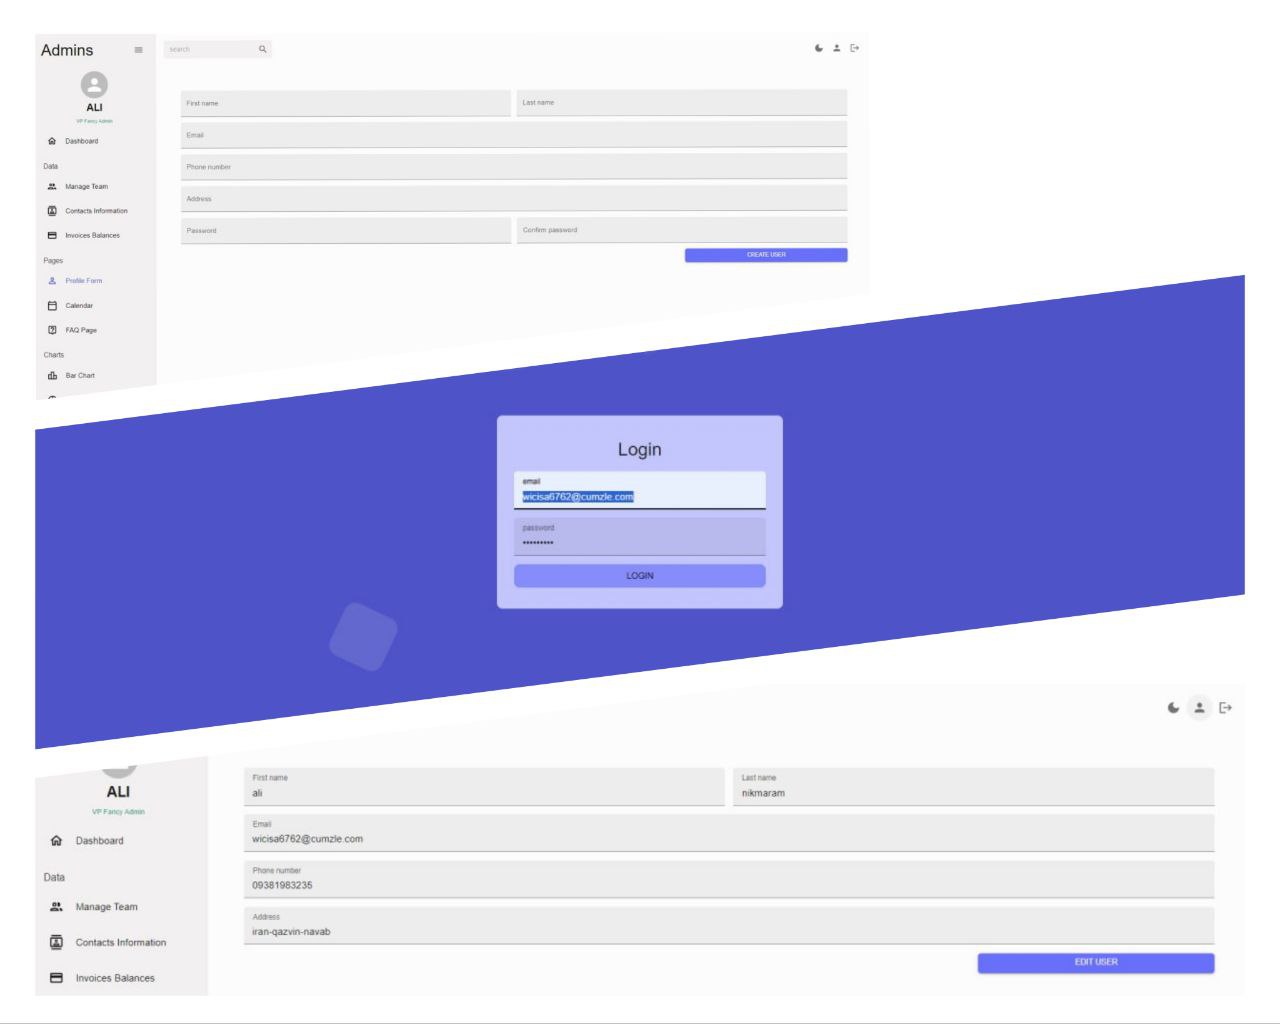 Admins
search
ALI
VP Fancy Admin
Dashboard
Data
Manage Team
Contacts Information
Invoices Balances
Pages
Profile Form
Calendar
FAQ Page
Charts
Bar Chart
First name
Last name
Email
Phone number
Address
Password
Confirm password
CREATE USER
Login
email
wicisa6762@cumzle.com
password
•••••••••
LOGIN
ALI
VP Fancy Admin
Dashboard
Data
Manage Team
Contacts Information
Invoices Balances
First name
ali
Last name
nikmaram
Email
wicisa6762@cumzle.com
Phone number
09381983235
Address
iran-qazvin-navab
EDIT USER